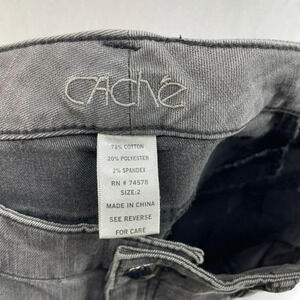 CAChé
78% COTTON
20% POLYESTER
2% SPANDEX
RN # 74578
SIZE:2
MADE IN CHINA
SEE REVERSE
FOR CARE